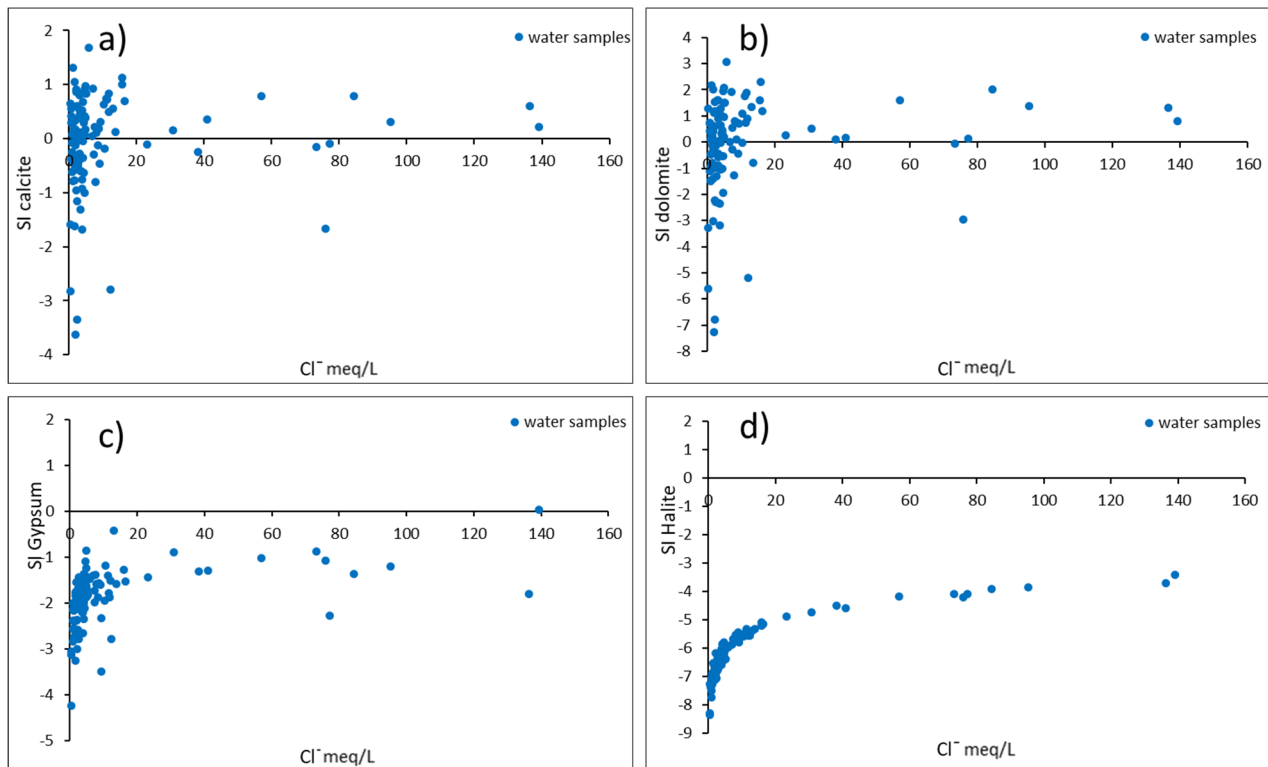 a)
water samples
2
1
0
-1
-2
-3
-4
0 20 40 60 80 100 120 140 160
SI calcite
Cl⁻ meq/L
b)
water samples
4
3
2
1
0
-1
-2
-3
-4
-5
-6
-7
-8
0 20 40 60 80 100 120 140 160
SI dolomite
Cl⁻ meq/L
c)
water samples
2
1
0
-1
-2
-3
-4
-5
0 20 40 60 80 100 120 140 160
SI Gypsum
Cl⁻ meq/L
d)
water samples
2
1
0
-1
-2
-3
-4
-5
-6
-7
-8
-9
0 20 40 60 80 100 120 140 160
SI Halite
Cl⁻ meq/L